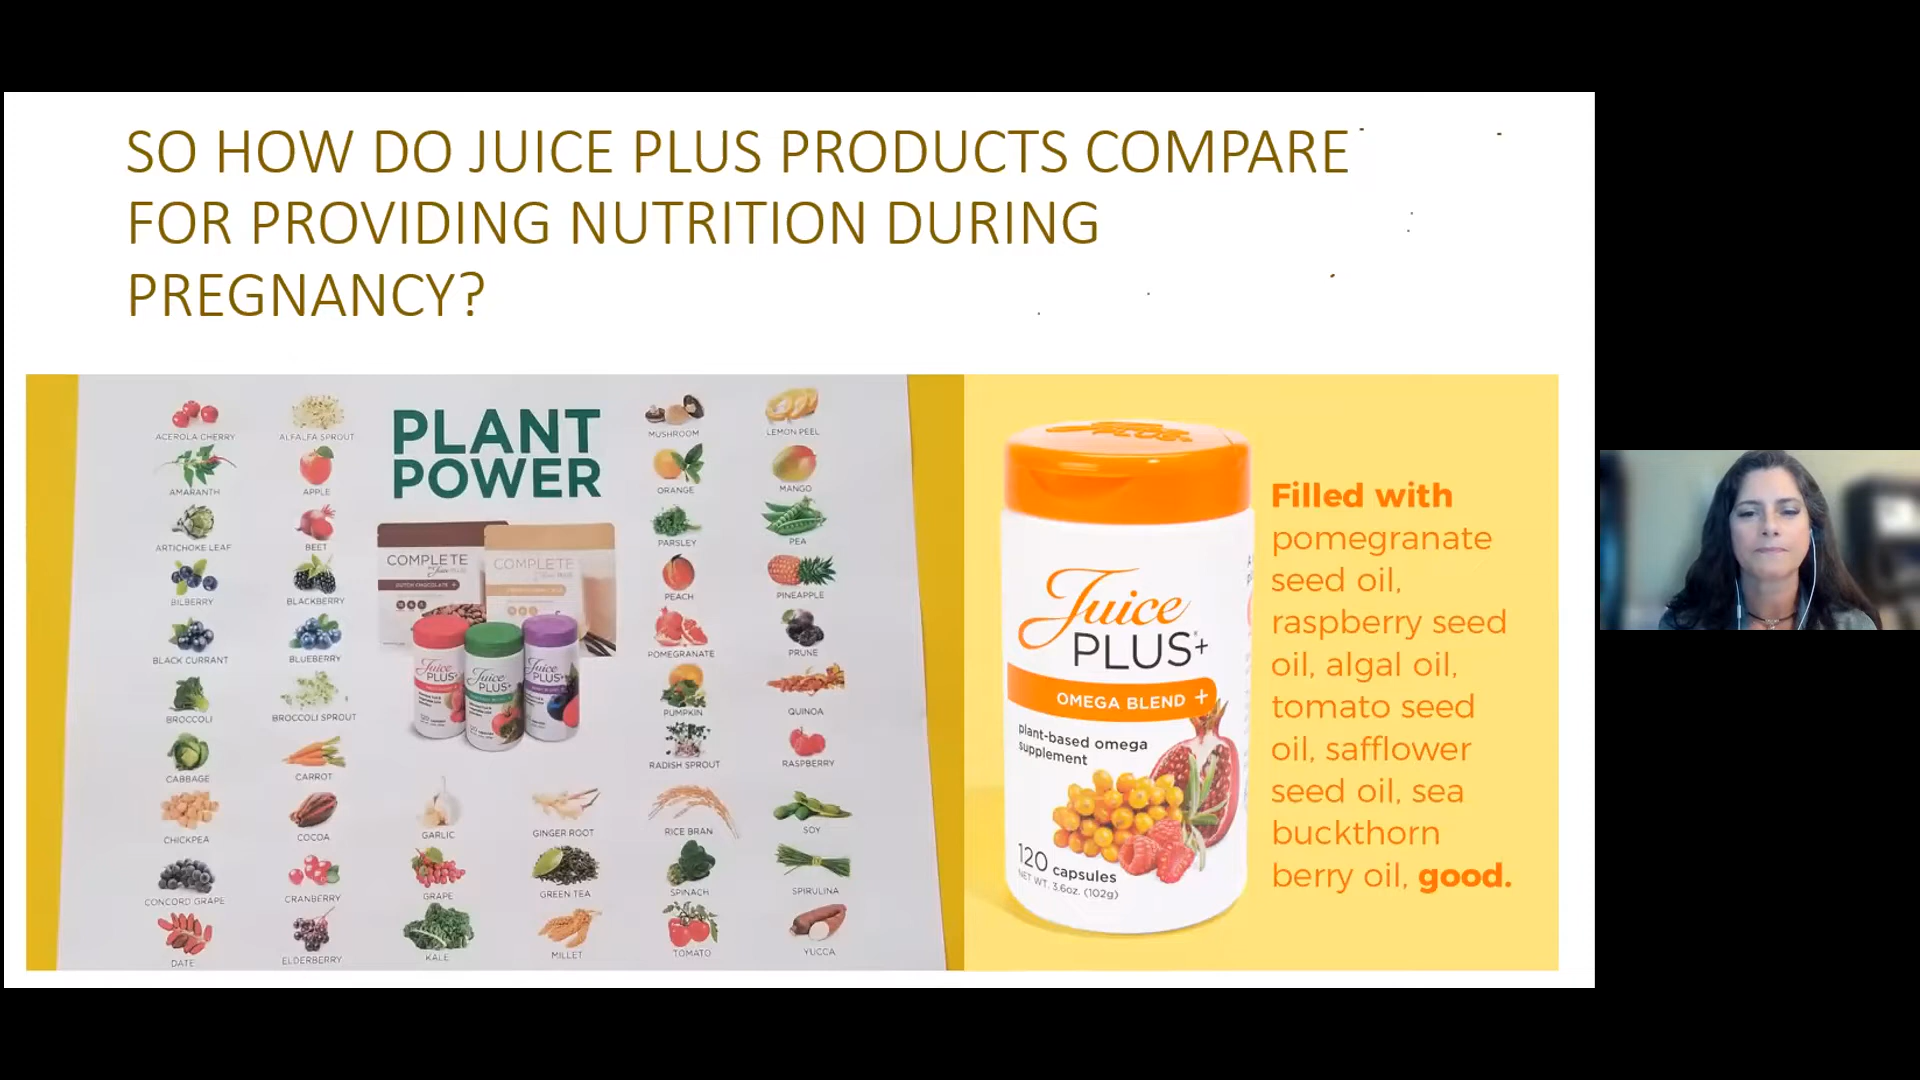 SO HOW DO JUICE PLUS PRODUCTS COMPARE
FOR PROVIDING NUTRITION DURING
PREGNANCY?
PLANT
POWER
ACEROLA CHERRY
ALFALFA SPROUT
MUSHROOM
LEMON PEEL
AMARANTH
APPLE
ORANGE
MANGO
ARTICHOKE LEAF
BEET
PARSLEY
PEA
BILBERRY
BLACKBERRY
PEACH
PINEAPPLE
BLACK CURRANT
BLUEBERRY
POMEGRANATE
PRUNE
BROCCOLI
BROCCOLI SPROUT
PUMPKIN
QUINOA
CABBAGE
CARROT
RADISH SPROUT
RASPBERRY
CHICKPEA
COCOA
GARLIC
GINGER ROOT
RICE BRAN
SOY
CONCORD GRAPE
CRANBERRY
GRAPE
GREEN TEA
SPINACH
SPIRULINA
DATE
ELDERBERRY
KALE
MILLET
TOMATO
YUCCA
COMPLETE
DUTCH CHOCOLATE
COMPLETE
Juice
PLUS+
Juice
PLUS+
Juice
PLUS+
Juice
PLUS+
OMEGA BLEND +
plant-based omega
supplement
120 capsules
NET WT. 3.6oz. (102g)
Filled with
pomegranate
seed oil,
raspberry seed
oil, algal oil,
tomato seed
oil, safflower
seed oil, sea
buckthorn
berry oil, good.